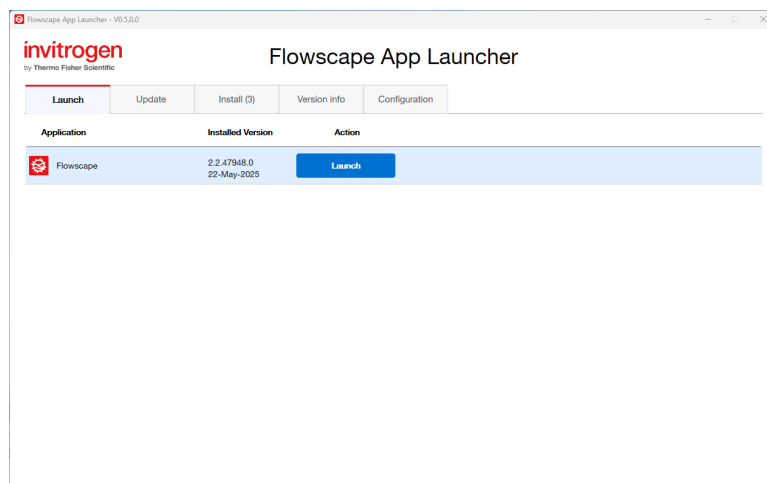 Flowscape App Launcher - V0.5.0.0
invitrogen
by Thermo Fisher Scientific
Flowscape App Launcher
Launch Update Install (3) Version info Configuration
Application Installed Version Action
Flowscape 2.2.47948.0 Launch
22-May-2025